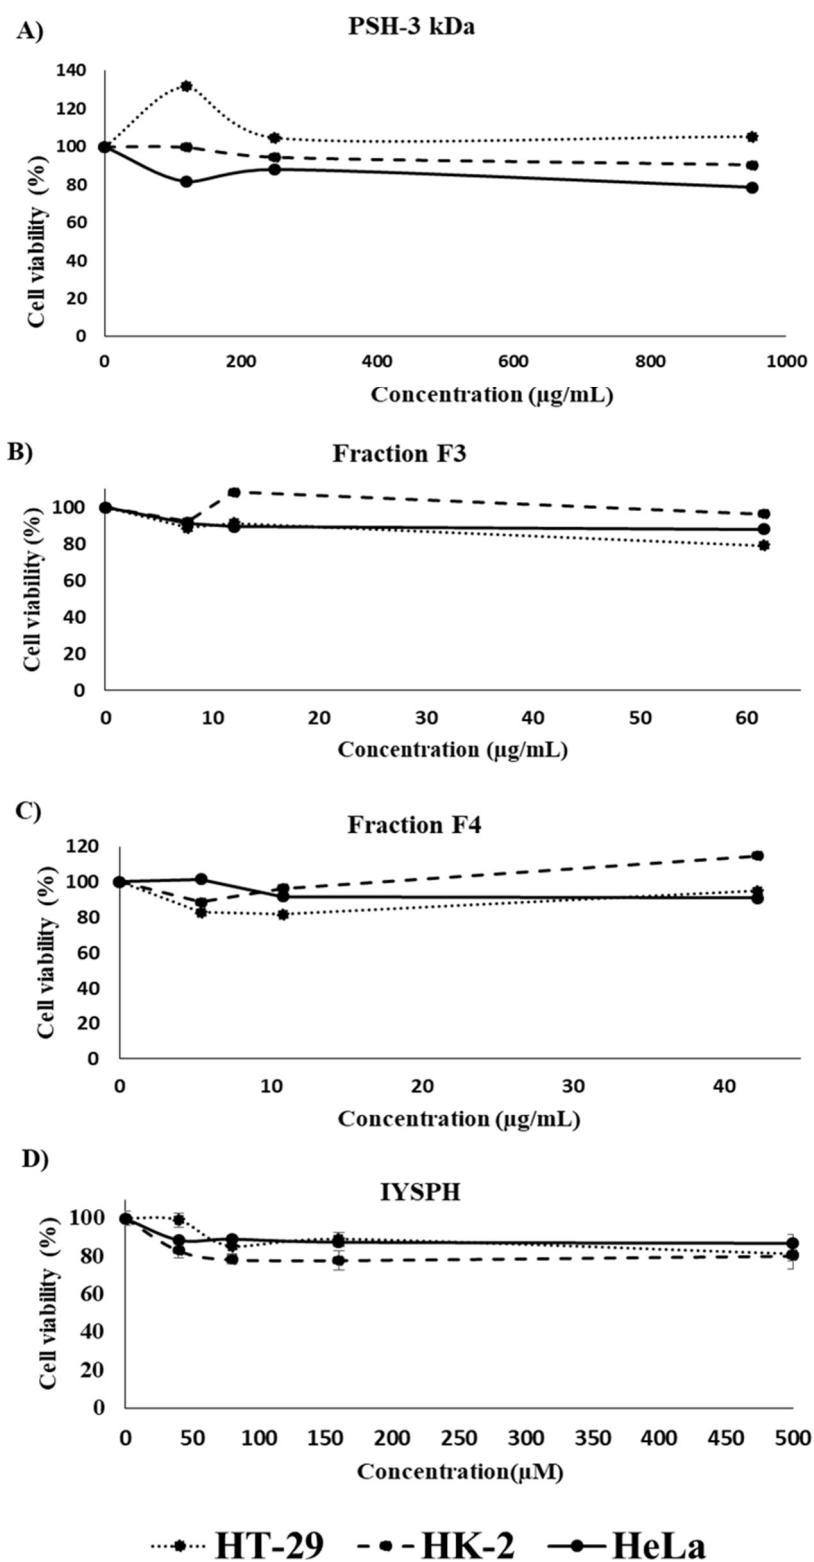 A)
PSH-3 kDa
140
120
100
80
60
40
20
0
Cell viability (%)
0 200 400 600 800 1000
Concentration (µg/mL)
B)
Fraction F3
100
80
60
40
20
0
Cell viability (%)
0 10 20 30 40 50 60
Concentration (µg/mL)
C)
Fraction F4
120
100
80
60
40
20
0
Cell viability (%)
0 10 20 30 40
Concentration (µg/mL)
D)
IYSPH
100
80
60
40
20
0
Cell viability (%)
0 50 100 150 200 250 300 350 400 450 500
Concentration(µM)
HT-29 HK-2 HeLa